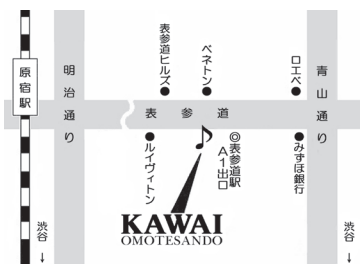 原宿駅
明治通り
表参道ヒルズ
ベネトン
ロエベ
青山通り
表参道
ルイヴィトン
◎表参道駅
A1出口
みずほ銀行
KAWAI
OMOTESANDO
渋谷↓
渋谷↓